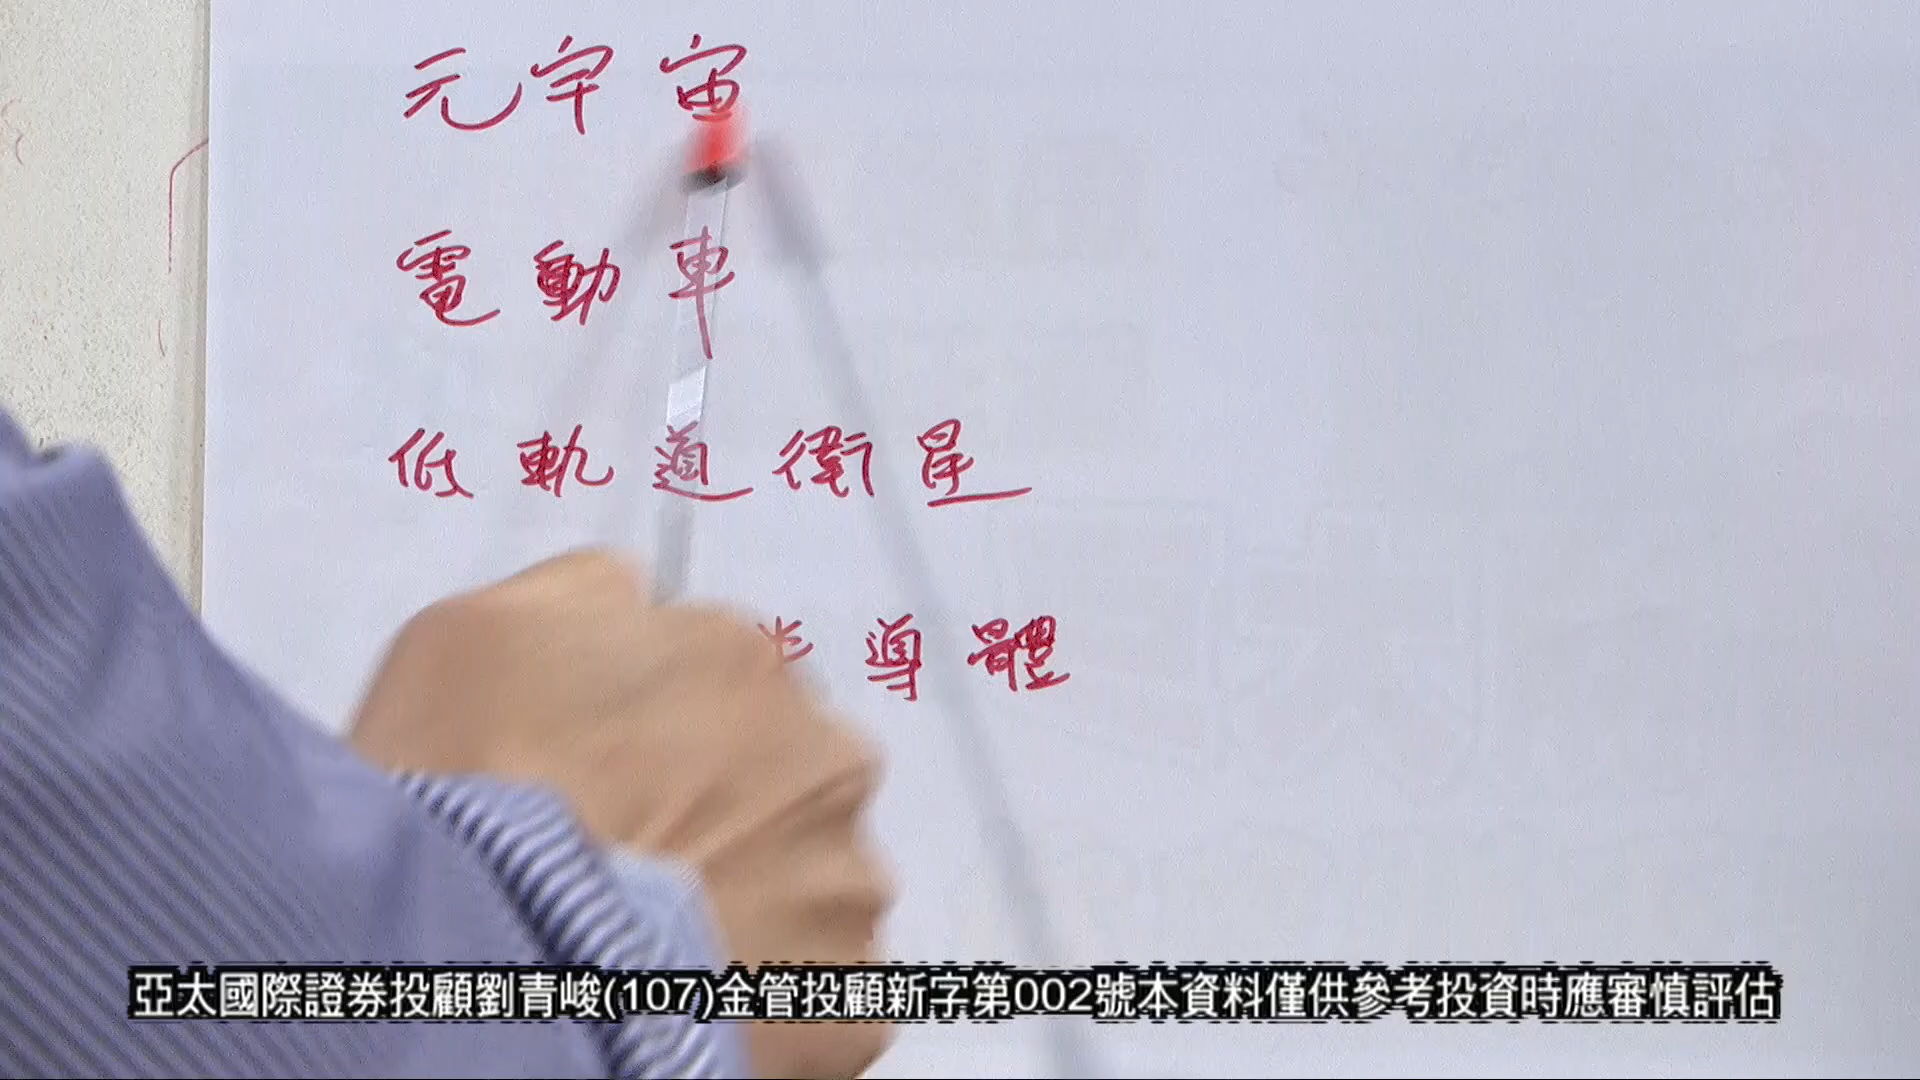 元宇宙
電動車
低軌道衛星
半導體
亞太國際證券投顧劉青峻(107)金管投顧新字第002號本資料僅供參考投資時應審慎評估